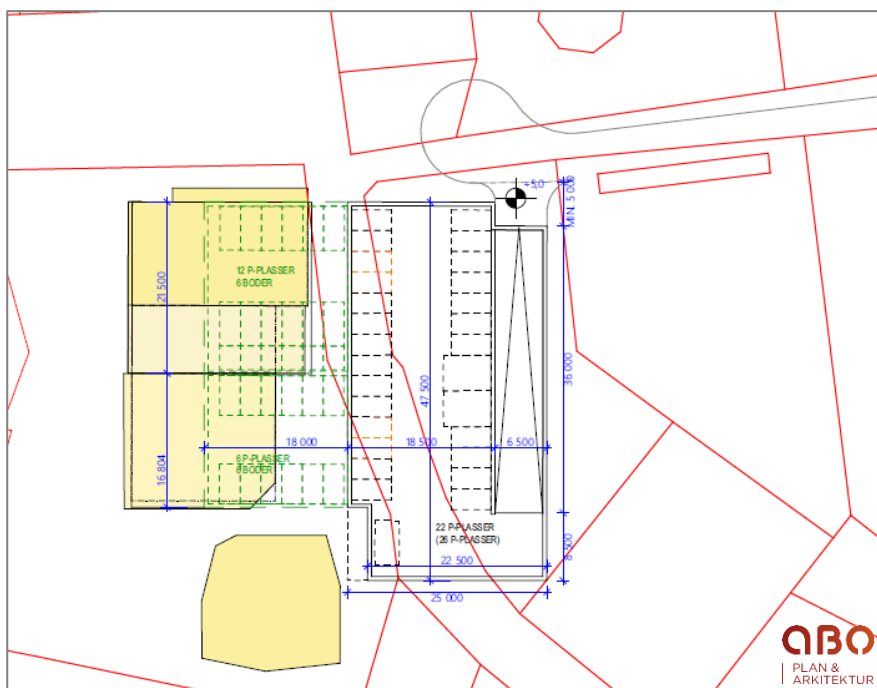 +5,0
MIN. 5 000
12 P-PLASSER
6 BODER
21 500
36 000
47 500
18 000
18 500
6 500
6 P-PLASSER
6 BODER
16 804
22 P-PLASSER
(26 P-PLASSER)
8 500
22 500
25 000
ABO
PLAN &
ARKITEKTUR